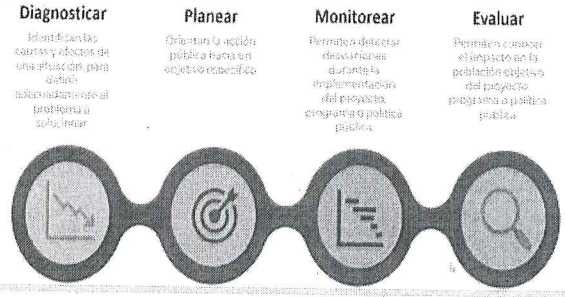 Diagnosticar
Identifican las
causas y efectos de
una situación, para
definir
adecuadamente el
problema a
solucionar
Planear
Orientan la acción
pública hacia un
objetivo específico
Monitorear
Permiten detectar
desviaciones
durante la
implementación
del proyecto,
programa o política
pública
Evaluar
Permiten conocer
el impacto en la
población objetivo
del proyecto
programa o política
pública